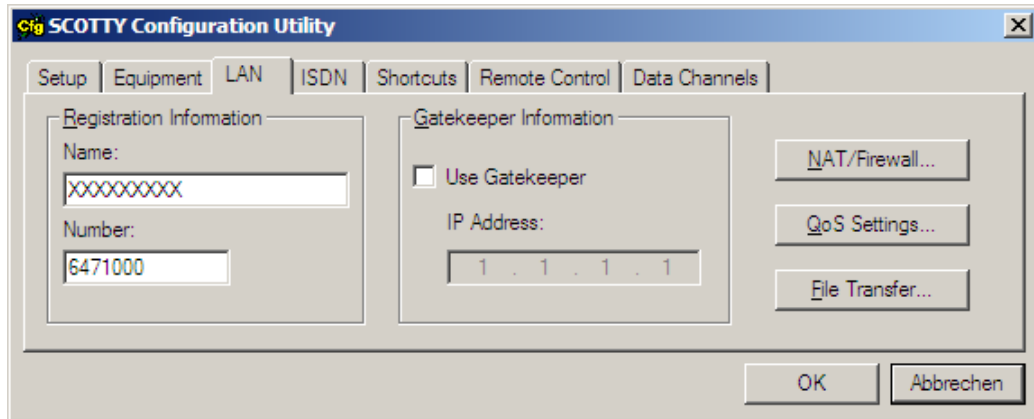 Cfg SCOTTY Configuration Utility
Setup Equipment LAN ISDN Shortcuts Remote Control Data Channels
Registration Information
Name:
XXXXXXXXX
Number:
6471000
Gatekeeper Information
Use Gatekeeper
IP Address:
1 . 1 . 1 . 1
NAT/Firewall...
QoS Settings...
File Transfer...
OK Abbrechen